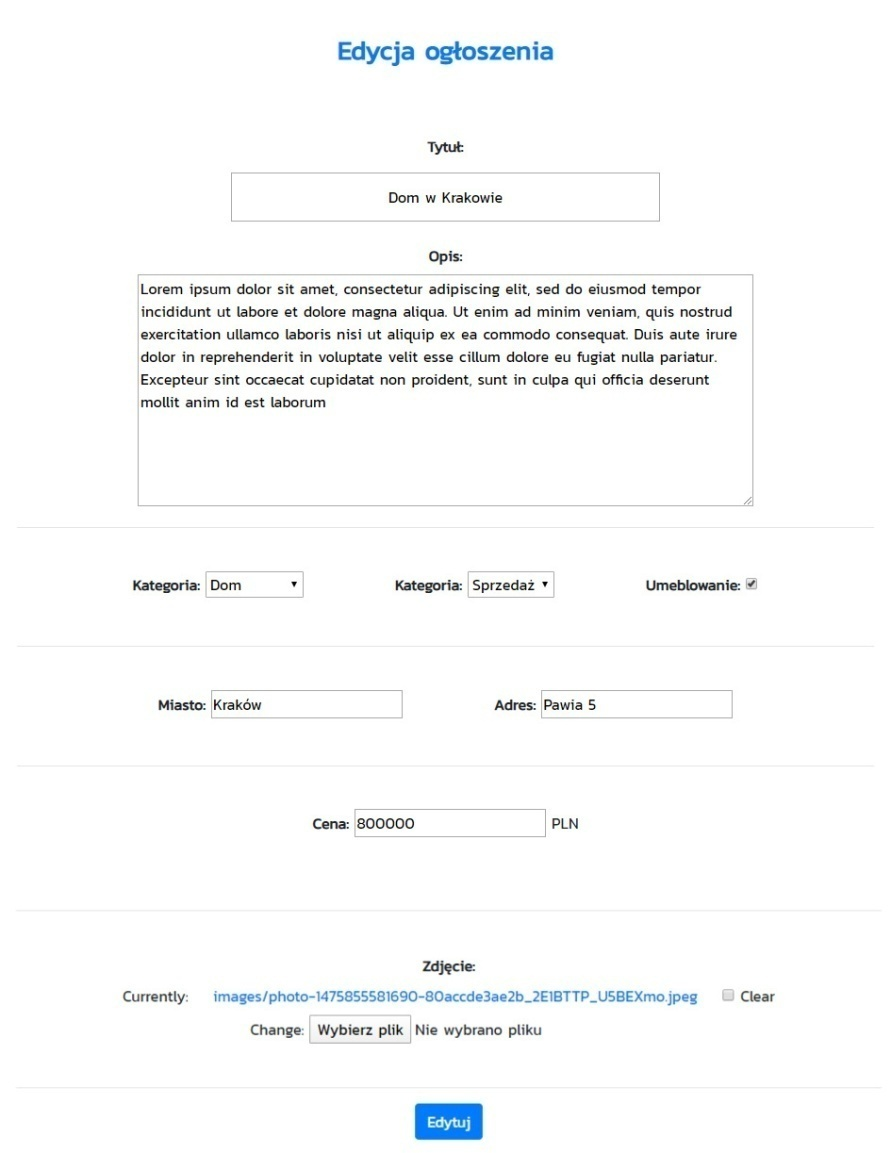 Edycja ogłoszenia
Tytuł:
Dom w Krakowie
Opis:
Lorem ipsum dolor sit amet, consectetur adipiscing elit, sed do eiusmod tempor
incididunt ut labore et dolore magna aliqua. Ut enim ad minim veniam, quis nostrud
exercitation ullamco laboris nisi ut aliquip ex ea commodo consequat. Duis aute irure
dolor in reprehenderit in voluptate velit esse cillum dolore eu fugiat nulla pariatur.
Excepteur sint occaecat cupidatat non proident, sunt in culpa qui officia deserunt
mollit anim id est laborum
Kategoria: Dom Kategoria: Sprzedaż Umeblowanie:
Miasto: Kraków Adres: Pawia 5
Cena: 800000 PLN
Zdjęcie:
Currently: images/photo-1475855581690-80accde3ae2b_2E1BTTP_U5BEXmo.jpeg Clear
Change: Wybierz plik Nie wybrano pliku
Edytuj